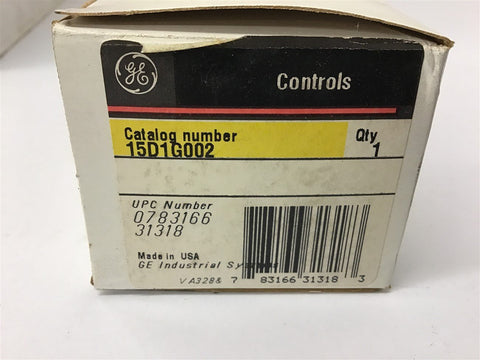 GE
Controls
Catalog number
Qty
15D1G002
1
UPC Number
0783166
31318
Made in USA
GE Industrial Systems
VA328& 7 83166 31318 3